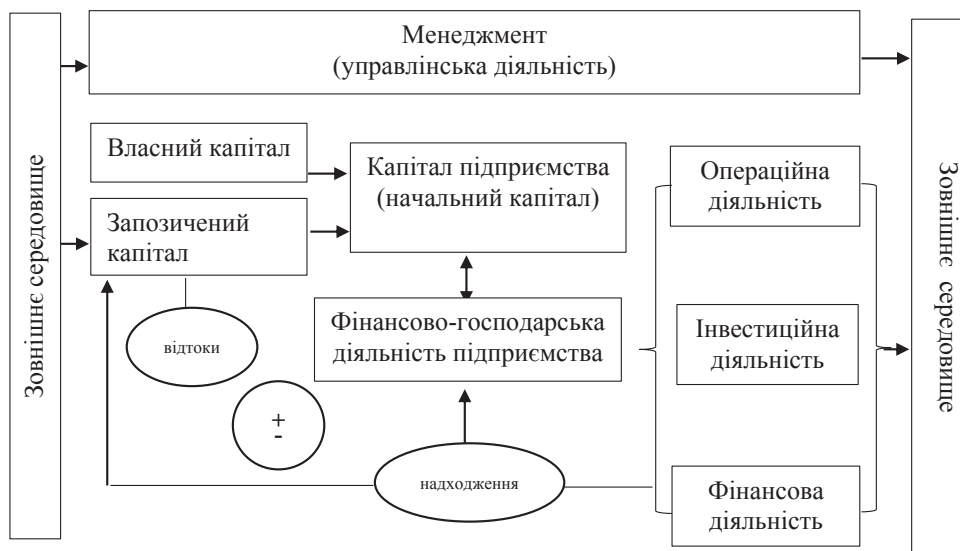 Зовнішнє середовище
Менеджмент
(управлінська діяльність)
Власний капітал
Запозичений
капітал
Капітал підприємства
(начальний капітал)
відтоки
Фінансово-господарська
діяльність підприємства
+
-
надходження
Операційна
діяльність
Інвестиційна
діяльність
Фінансова
діяльність
Зовнішнє середовище